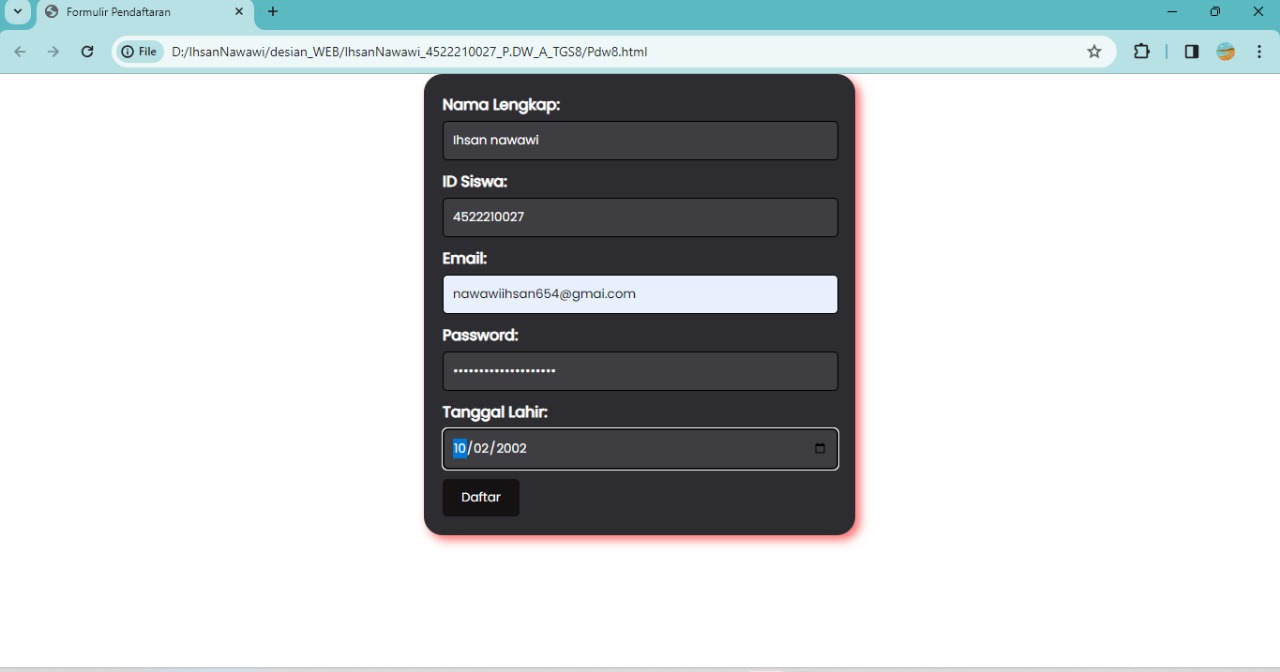 Formulir Pendaftaran
File
D:/IhsanNawawi/desian_WEB/IhsanNawawi_4522210027_P.DW_A_TGS8/Pdw8.html
Nama Lengkap:
Ihsan nawawi
ID Siswa:
4522210027
Email:
nawawiihsan654@gmai.com
Password:
••••••••••••••••••••
Tanggal Lahir:
10/02/2002
Daftar